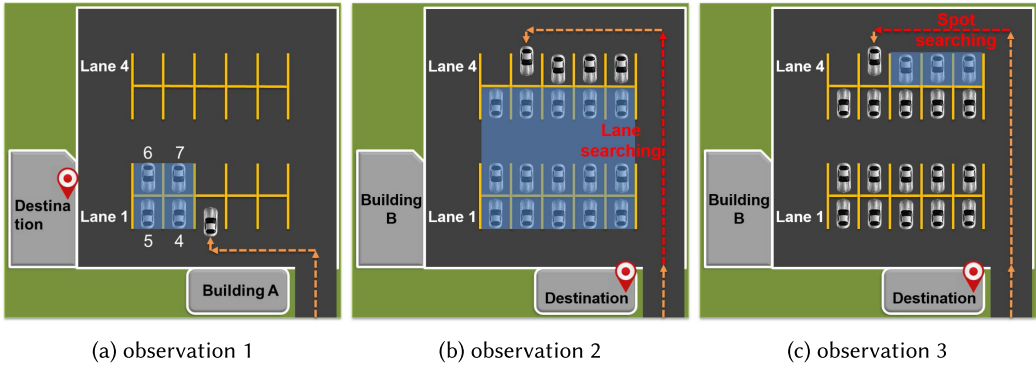 Lane 4
6 7
Destina
tion
Lane 1
5 4
Building A
(a) observation 1
Lane 4
Lane
searching
Building
B
Lane 1
Destination
(b) observation 2
Spot
searching
Lane 4
Building
B
Lane 1
Destination
(c) observation 3